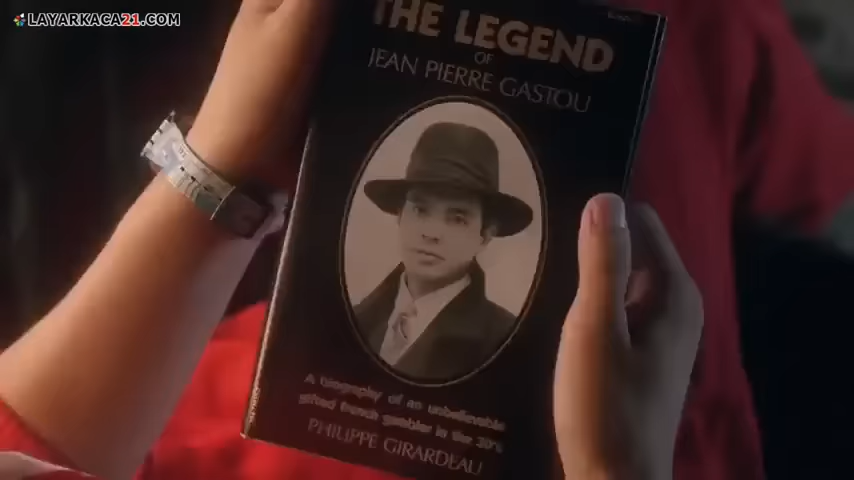 LAYARKACA21.COM
THE LEGEND
OF
JEAN PIERRE GASTOU
A biography of an unbelievable
gifted french gambler in the 30's
PHILIPPE GIRARDEAU